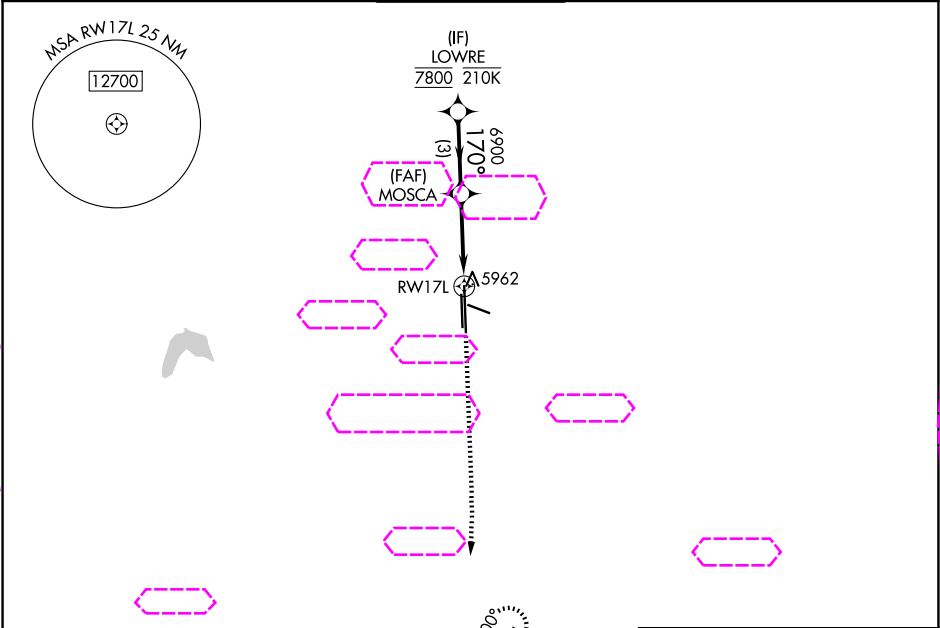 MSA RW17L 25 NM
12700
(IF)
LOWRE
7800 210K
6900
170°
(3)
(FAF)
MOSCA
RW17L
5962